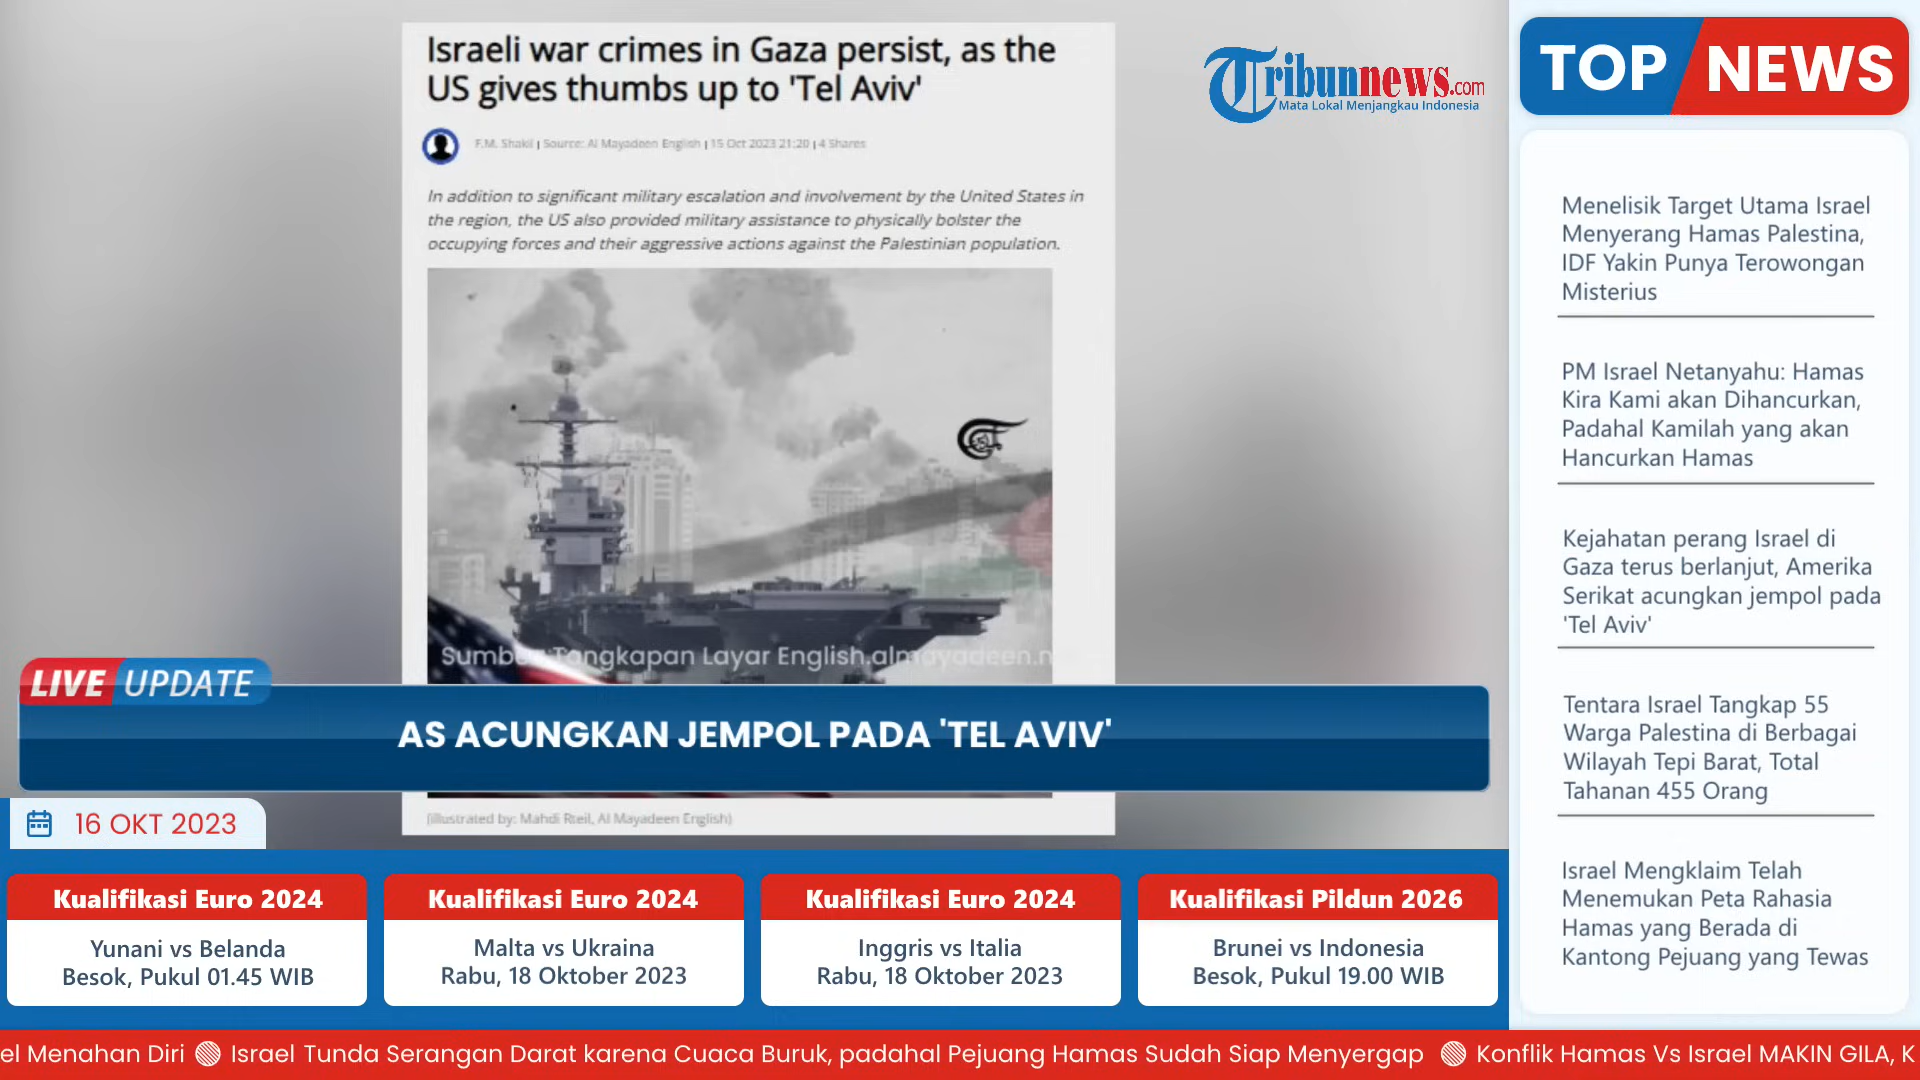 Israeli war crimes in Gaza persist, as the
US gives thumbs up to 'Tel Aviv'
F.M. Shakil | Source: Al Mayadeen English | 15 Oct 2023 21:20 | 4 Shares
In addition to significant military escalation and involvement by the United States in
the region, the US also provided military assistance to physically bolster the
occupying forces and their aggressive actions against the Palestinian population.
Tangkapan Layar English.almayadeen.n
(illustrated by: Mahdi Rteil, Al Mayadeen English)
Tribunnews.com
Mata Lokal Menjangkau Indonesia
LIVE UPDATE
AS ACUNGKAN JEMPOL PADA 'TEL AVIV'
16 OKT 2023
Kualifikasi Euro 2024
Yunani vs Belanda
Besok, Pukul 01.45 WIB
Kualifikasi Euro 2024
Malta vs Ukraina
Rabu, 18 Oktober 2023
Kualifikasi Euro 2024
Inggris vs Italia
Rabu, 18 Oktober 2023
Kualifikasi Pildun 2026
Brunei vs Indonesia
Besok, Pukul 19.00 WIB
TOP NEWS
Menelisik Target Utama Israel
Menyerang Hamas Palestina,
IDF Yakin Punya Terowongan
Misterius
PM Israel Netanyahu: Hamas
Kira Kami akan Dihancurkan,
Padahal Kamilah yang akan
Hancurkan Hamas
Kejahatan perang Israel di
Gaza terus berlanjut, Amerika
Serikat acungkan jempol pada
'Tel Aviv'
Tentara Israel Tangkap 55
Warga Palestina di Berbagai
Wilayah Tepi Barat, Total
Tahanan 455 Orang
Israel Mengklaim Telah
Menemukan Peta Rahasia
Hamas yang Berada di
Kantong Pejuang yang Tewas
el Menahan Diri Israel Tunda Serangan Darat karena Cuaca Buruk, padahal Pejuang Hamas Sudah Siap Menyergap Konflik Hamas Vs Israel MAKIN GILA, K